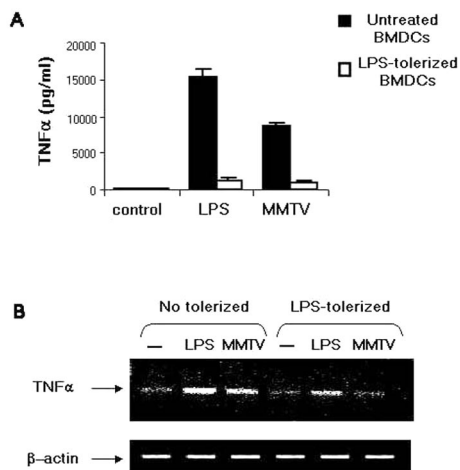 A
Untreated
BMDCs
LPS-tolerized
BMDCs
TNFα (pg/ml)
20000
15000
10000
5000
0
control LPS MMTV
B
No tolerized LPS-tolerized
— LPS MMTV — LPS MMTV
TNFα
β–actin